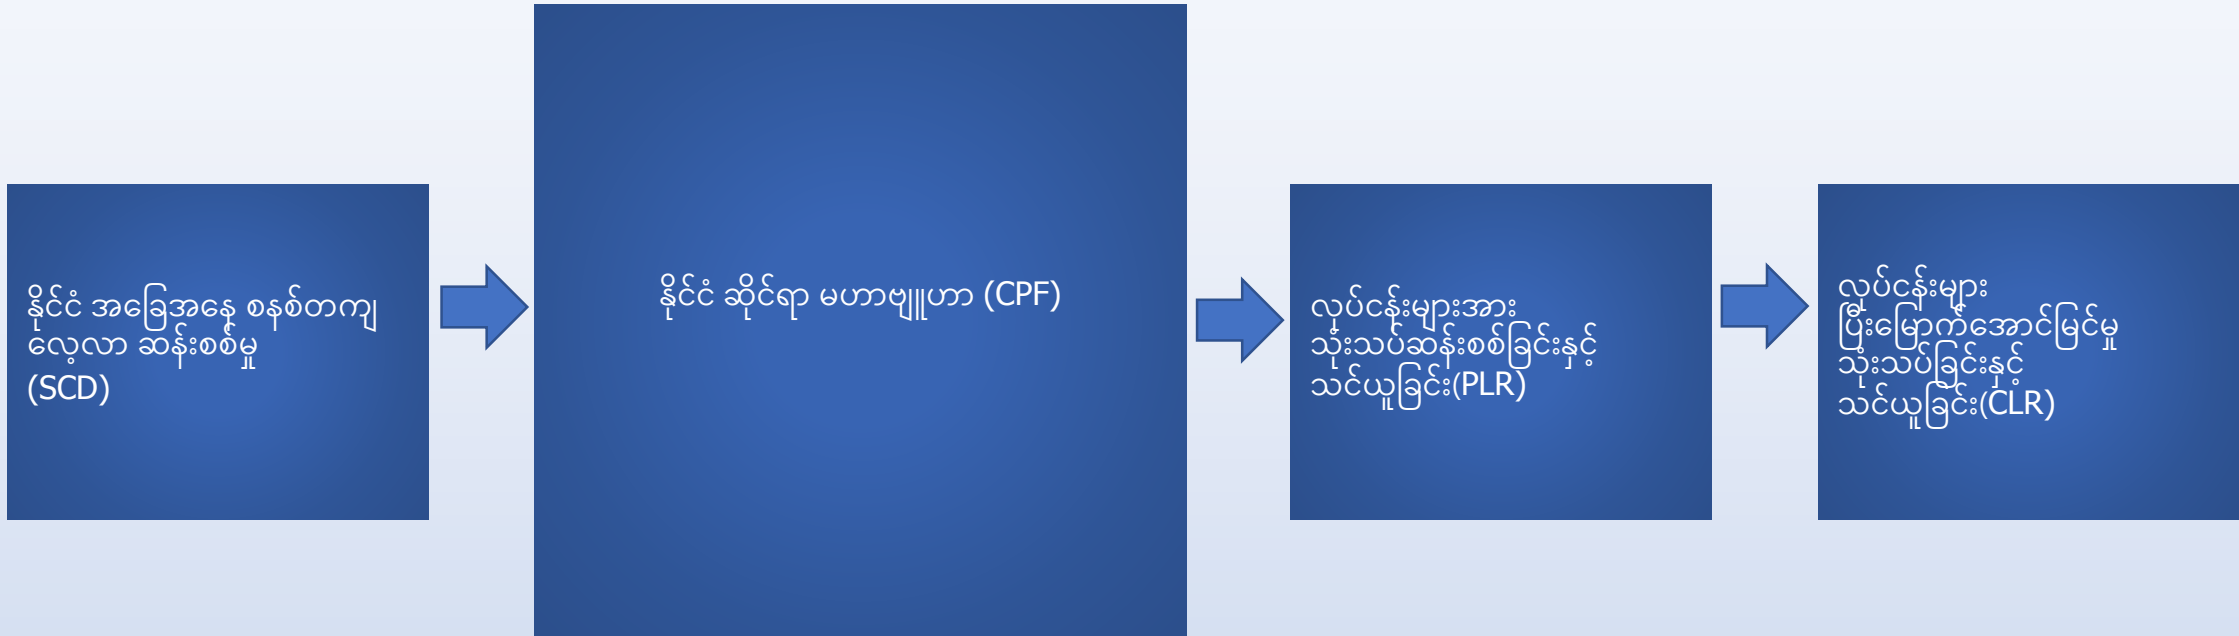 နိုင်ငံ အခြေအနေ စနစ်တကျ
လေ့လာ ဆန်းစစ်မှု
(SCD)
နိုင်ငံ ဆိုင်ရာ မဟာဗျူဟာ (CPF)
လုပ်ငန်းများအား
သုံးသပ်ဆန်းစစ်ခြင်းနှင့်
သင်ယူခြင်း(PLR)
လုပ်ငန်းများ
ပြီးမြောက်အောင်မြင်မှု
သုံးသပ်ခြင်းနှင့်
သင်ယူခြင်း(CLR)